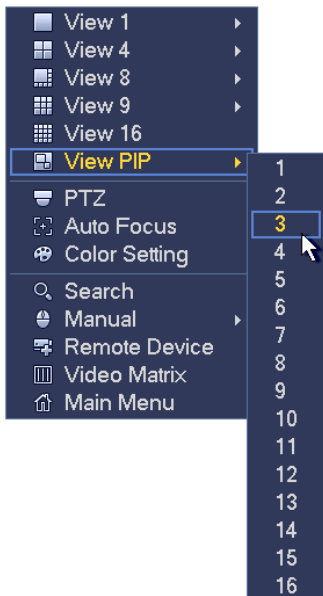 View 1
View 4
View 8
View 9
View 16
View PIP
PTZ
Auto Focus
Color Setting
Search
Manual
Remote Device
Video Matrix
Main Menu
1
2
3
4
5
6
7
8
9
10
11
12
13
14
15
16